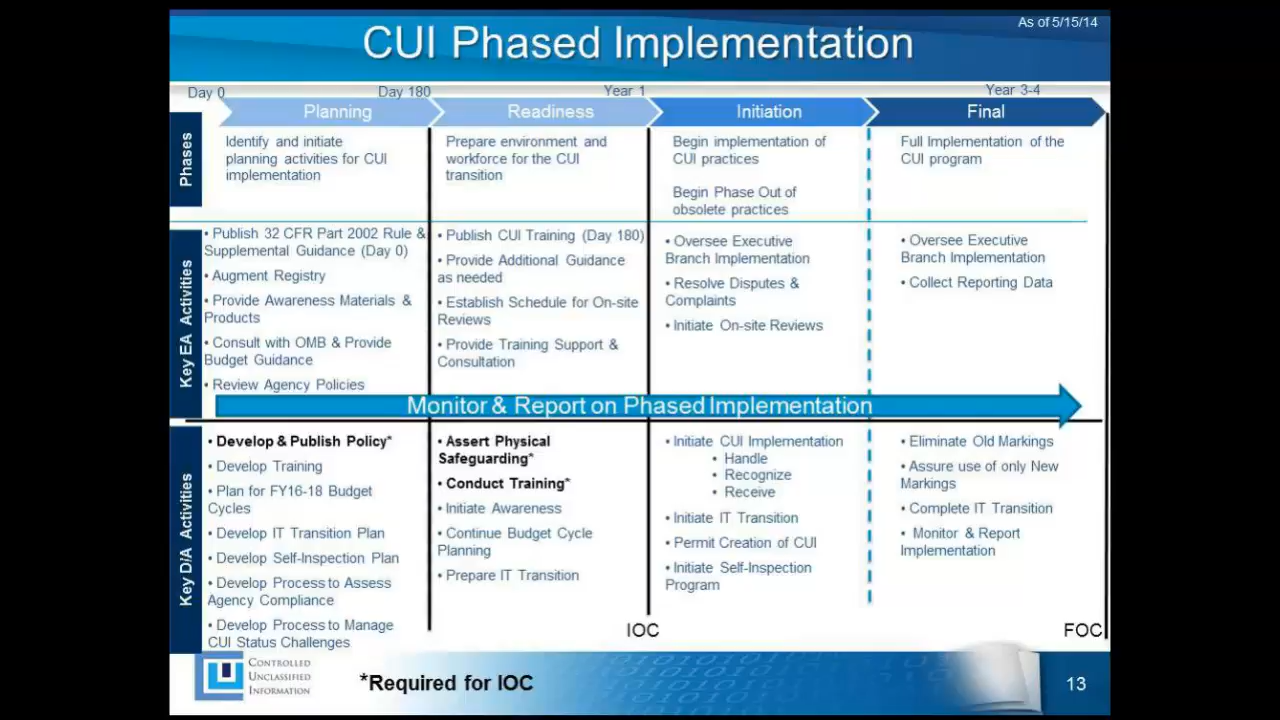 As of 5/15/14
CUI Phased Implementation
Day 0
Day 180
Year 1
Year 3-4
Planning
Readiness
Initiation
Final
Phases
Identify and initiate
planning activities for CUI
implementation
Prepare environment and
workforce for the CUI
transition
Begin implementation of
CUI practices
Begin Phase Out of
obsolete practices
Full Implementation of the
CUI program
Key EA Activities
• Publish 32 CFR Part 2002 Rule &
Supplemental Guidance (Day 0)
• Augment Registry
• Provide Awareness Materials &
Products
• Consult with OMB & Provide
Budget Guidance
• Review Agency Policies
• Publish CUI Training (Day 180)
• Provide Additional Guidance
as needed
• Establish Schedule for On-site
Reviews
• Provide Training Support &
Consultation
• Oversee Executive
Branch Implementation
• Resolve Disputes &
Complaints
• Initiate On-site Reviews
• Oversee Executive
Branch Implementation
• Collect Reporting Data
Monitor & Report on Phased Implementation
Key D/A Activities
• Develop & Publish Policy*
• Develop Training
• Plan for FY16-18 Budget
Cycles
• Develop IT Transition Plan
• Develop Self-Inspection Plan
• Develop Process to Assess
Agency Compliance
• Develop Process to Manage
CUI Status Challenges
• Assert Physical
Safeguarding*
• Conduct Training*
• Initiate Awareness
• Continue Budget Cycle
Planning
• Prepare IT Transition
• Initiate CUI Implementation
• Handle
• Recognize
• Receive
• Initiate IT Transition
• Permit Creation of CUI
• Initiate Self-Inspection
Program
• Eliminate Old Markings
• Assure use of only New
Markings
• Complete IT Transition
• Monitor & Report
Implementation
IOC
FOC
CONTROLLED
UNCLASSIFIED
INFORMATION
*Required for IOC
13